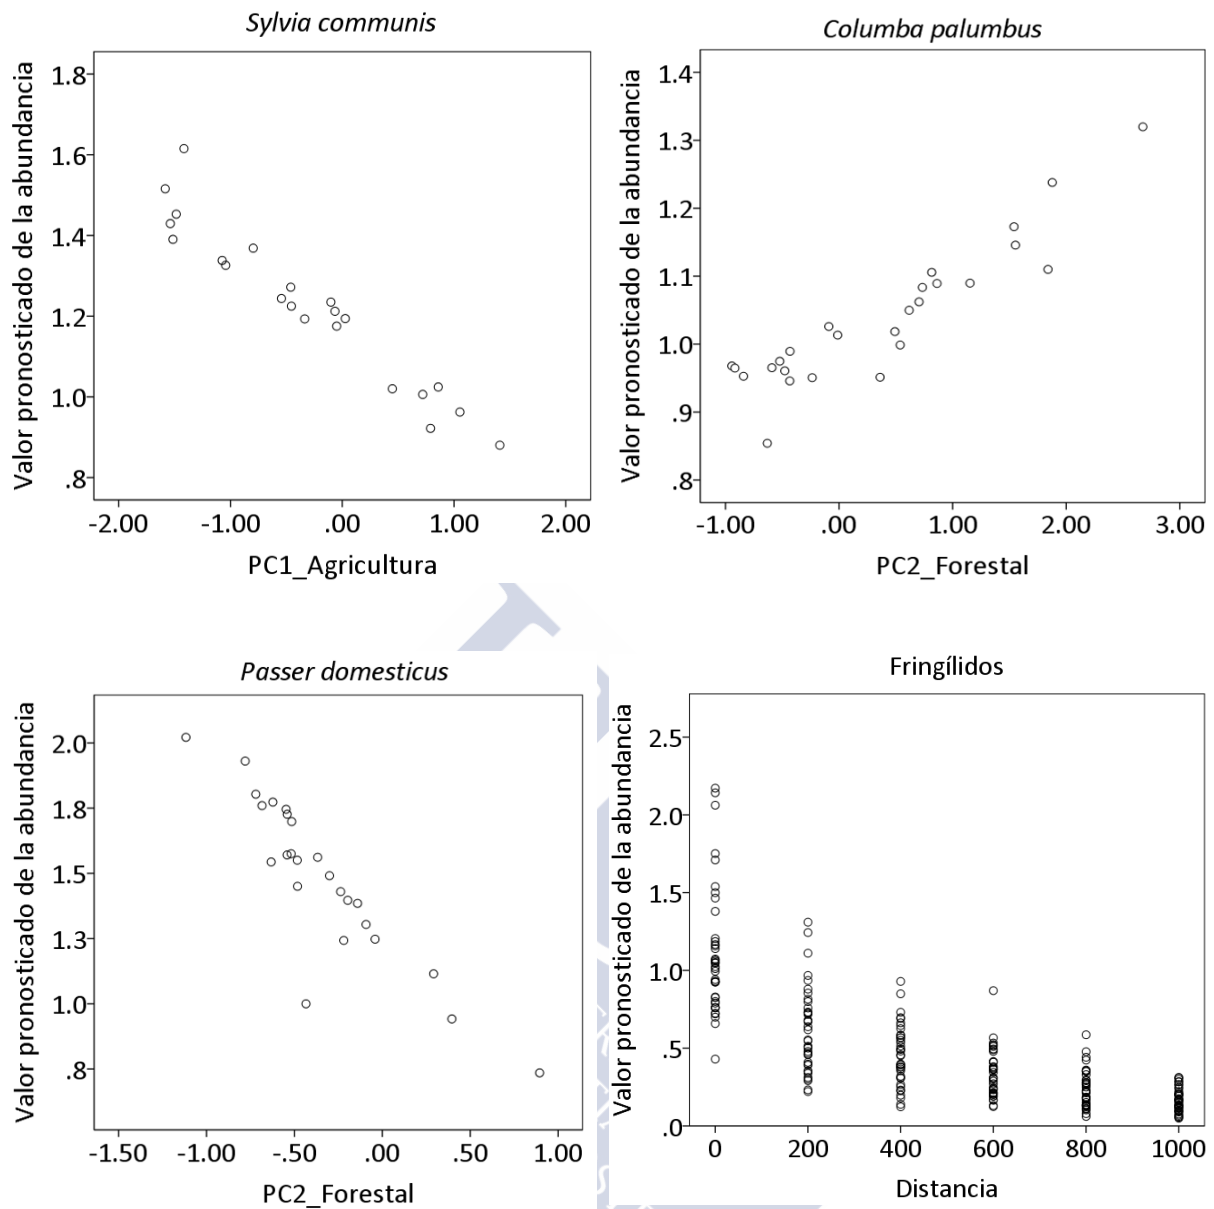 Sylvia communis
Valor pronosticado de la abundancia
1.8
1.6
1.4
1.2
1.0
.8
-2.00 -1.00 .00 1.00 2.00
PC1_Agricultura
Columba palumbus
Valor pronosticado de la abundancia
1.4
1.3
1.2
1.1
1.0
.9
.8
-1.00 .00 1.00 2.00 3.00
PC2_Forestal
Passer domesticus
Valor pronosticado de la abundancia
2.0
1.8
1.5
1.3
1.0
.8
-1.50 -1.00 -.50 .00 .50 1.00
PC2_Forestal
Fringílidos
Valor pronosticado de la abundancia
2.5
2.0
1.5
1.0
.5
.0
0 200 400 600 800 1000
Distancia